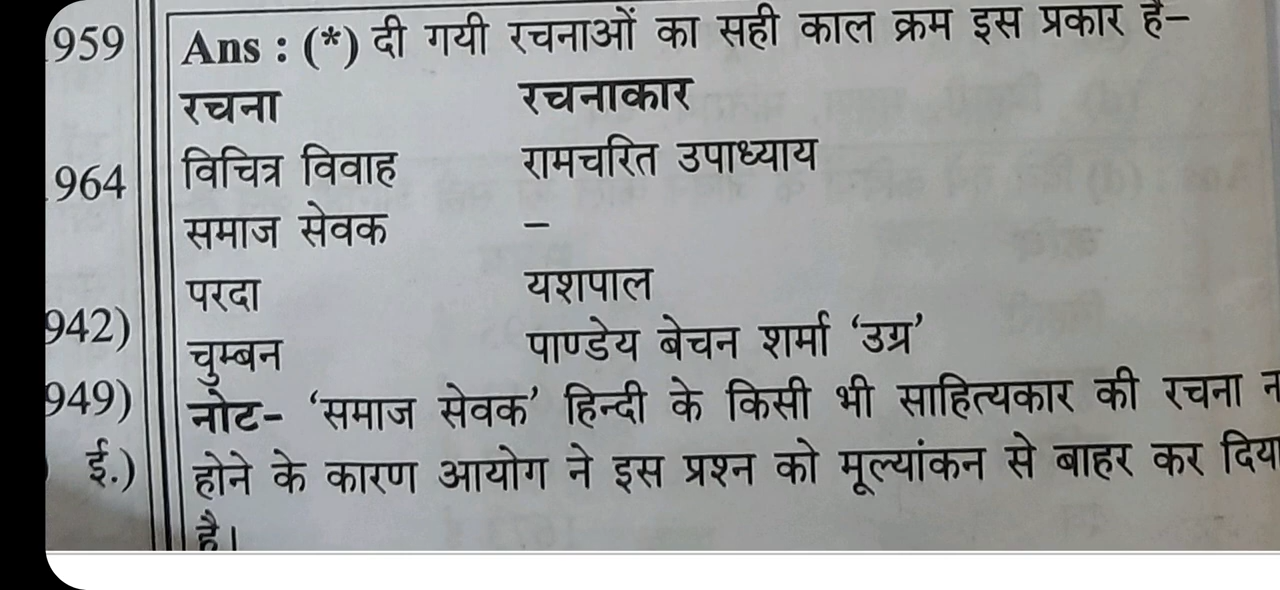 959
Ans : (*) दी गयी रचनाओं का सही काल क्रम इस प्रकार है–
रचना रचनाकार
964
विचित्र विवाह रामचरित उपाध्याय
समाज सेवक –
परदा यशपाल
942)
चुम्बन पाण्डेय बेचन शर्मा ‘उग्र’
949)
नोट– ‘समाज सेवक’ हिन्दी के किसी भी साहित्यकार की रचना न
ई.)
होने के कारण आयोग ने इस प्रश्न को मूल्यांकन से बाहर कर दिया
है।